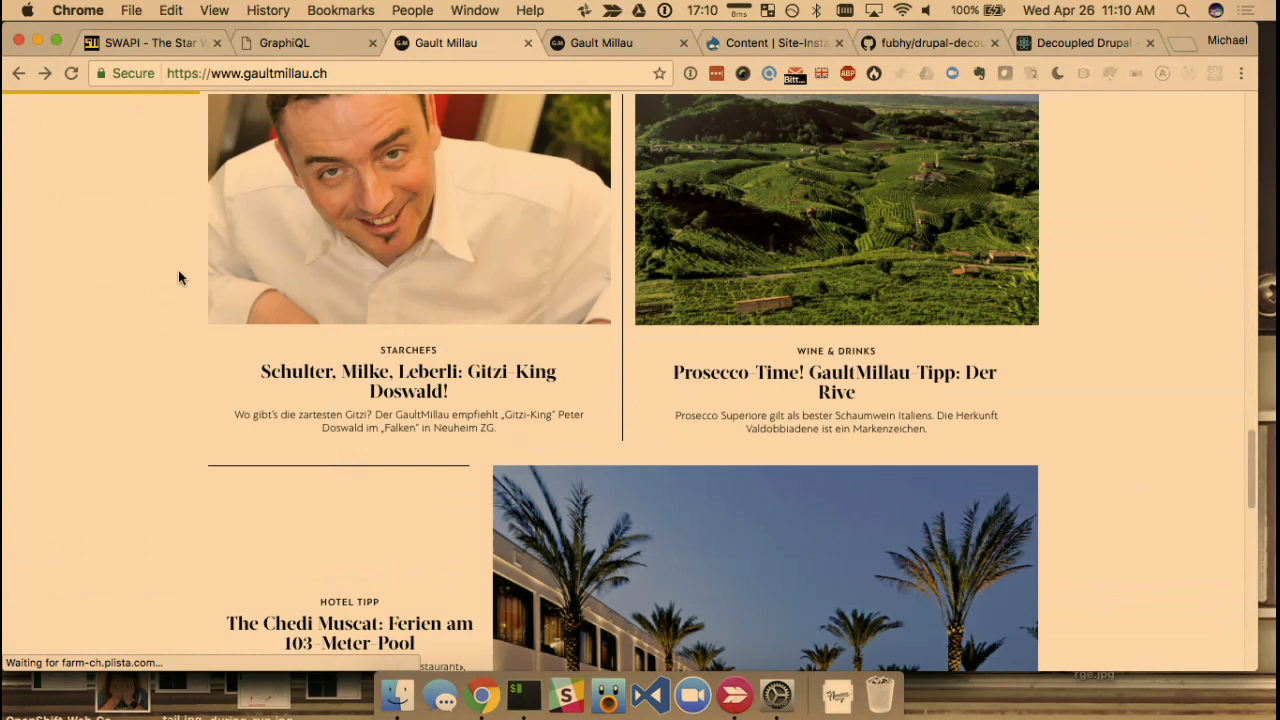 Chrome File Edit View History Bookmarks People Window Help 17:10 8ms 100% Wed Apr 26 11:10 AM
SWAPI - The Star W GraphiQL Gault Millau Gault Millau Content | Site-Insta fubhy/drupal-decou Decoupled Drupal - Michael
Secure https://www.gaultmillau.ch Bitt... ABP
STARCHEFS
Schulter, Milke, Leberli: Gitzi-King
Doswald!
Wo gibt's die zartesten Gitzi? Der GaultMillau empfiehlt „Gitzi-King" Peter
Doswald im „Falken" in Neuheim ZG.
WINE & DRINKS
Prosecco-Time! GaultMillau-Tipp: Der
Rive
Prosecco Superiore gilt als bester Schaumwein Italiens. Die Herkunft
Valdobbiadene ist ein Markenzeichen.
HOTEL TIPP
The Chedi Muscat: Ferien am
103-Meter-Pool
staurant»,
Waiting for farm-ch.plista.com...